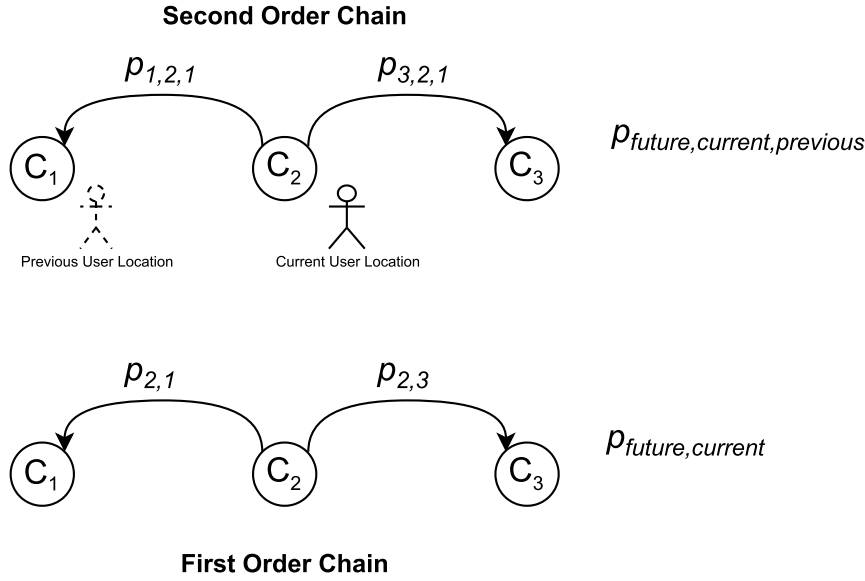 Second Order Chain
p1,2,1
p3,2,1
C1
C2
C3
pfuture,current,previous
Previous User Location
Current User Location
p2,1
p2,3
C1
C2
C3
pfuture,current
First Order Chain